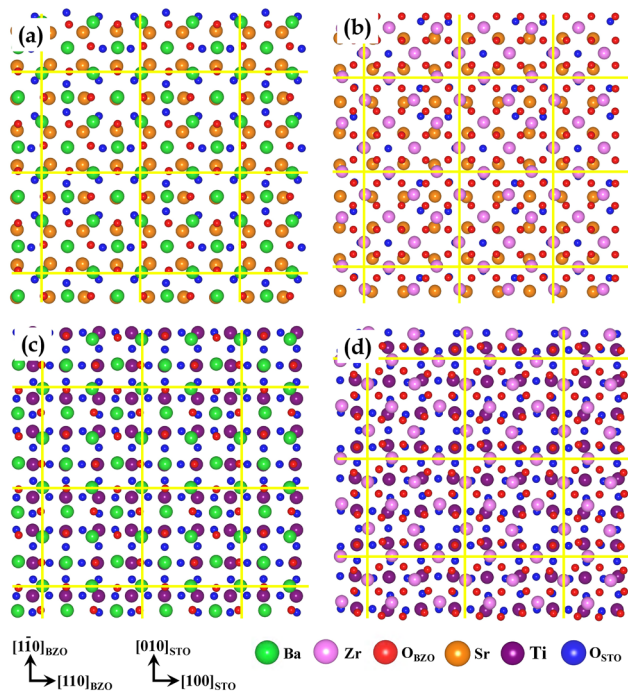 (a)
(b)
(c)
(d)
[11̄0]BZO
[110]BZO
[010]STO
[100]STO
Ba
Zr
OBZO
Sr
Ti
OSTO